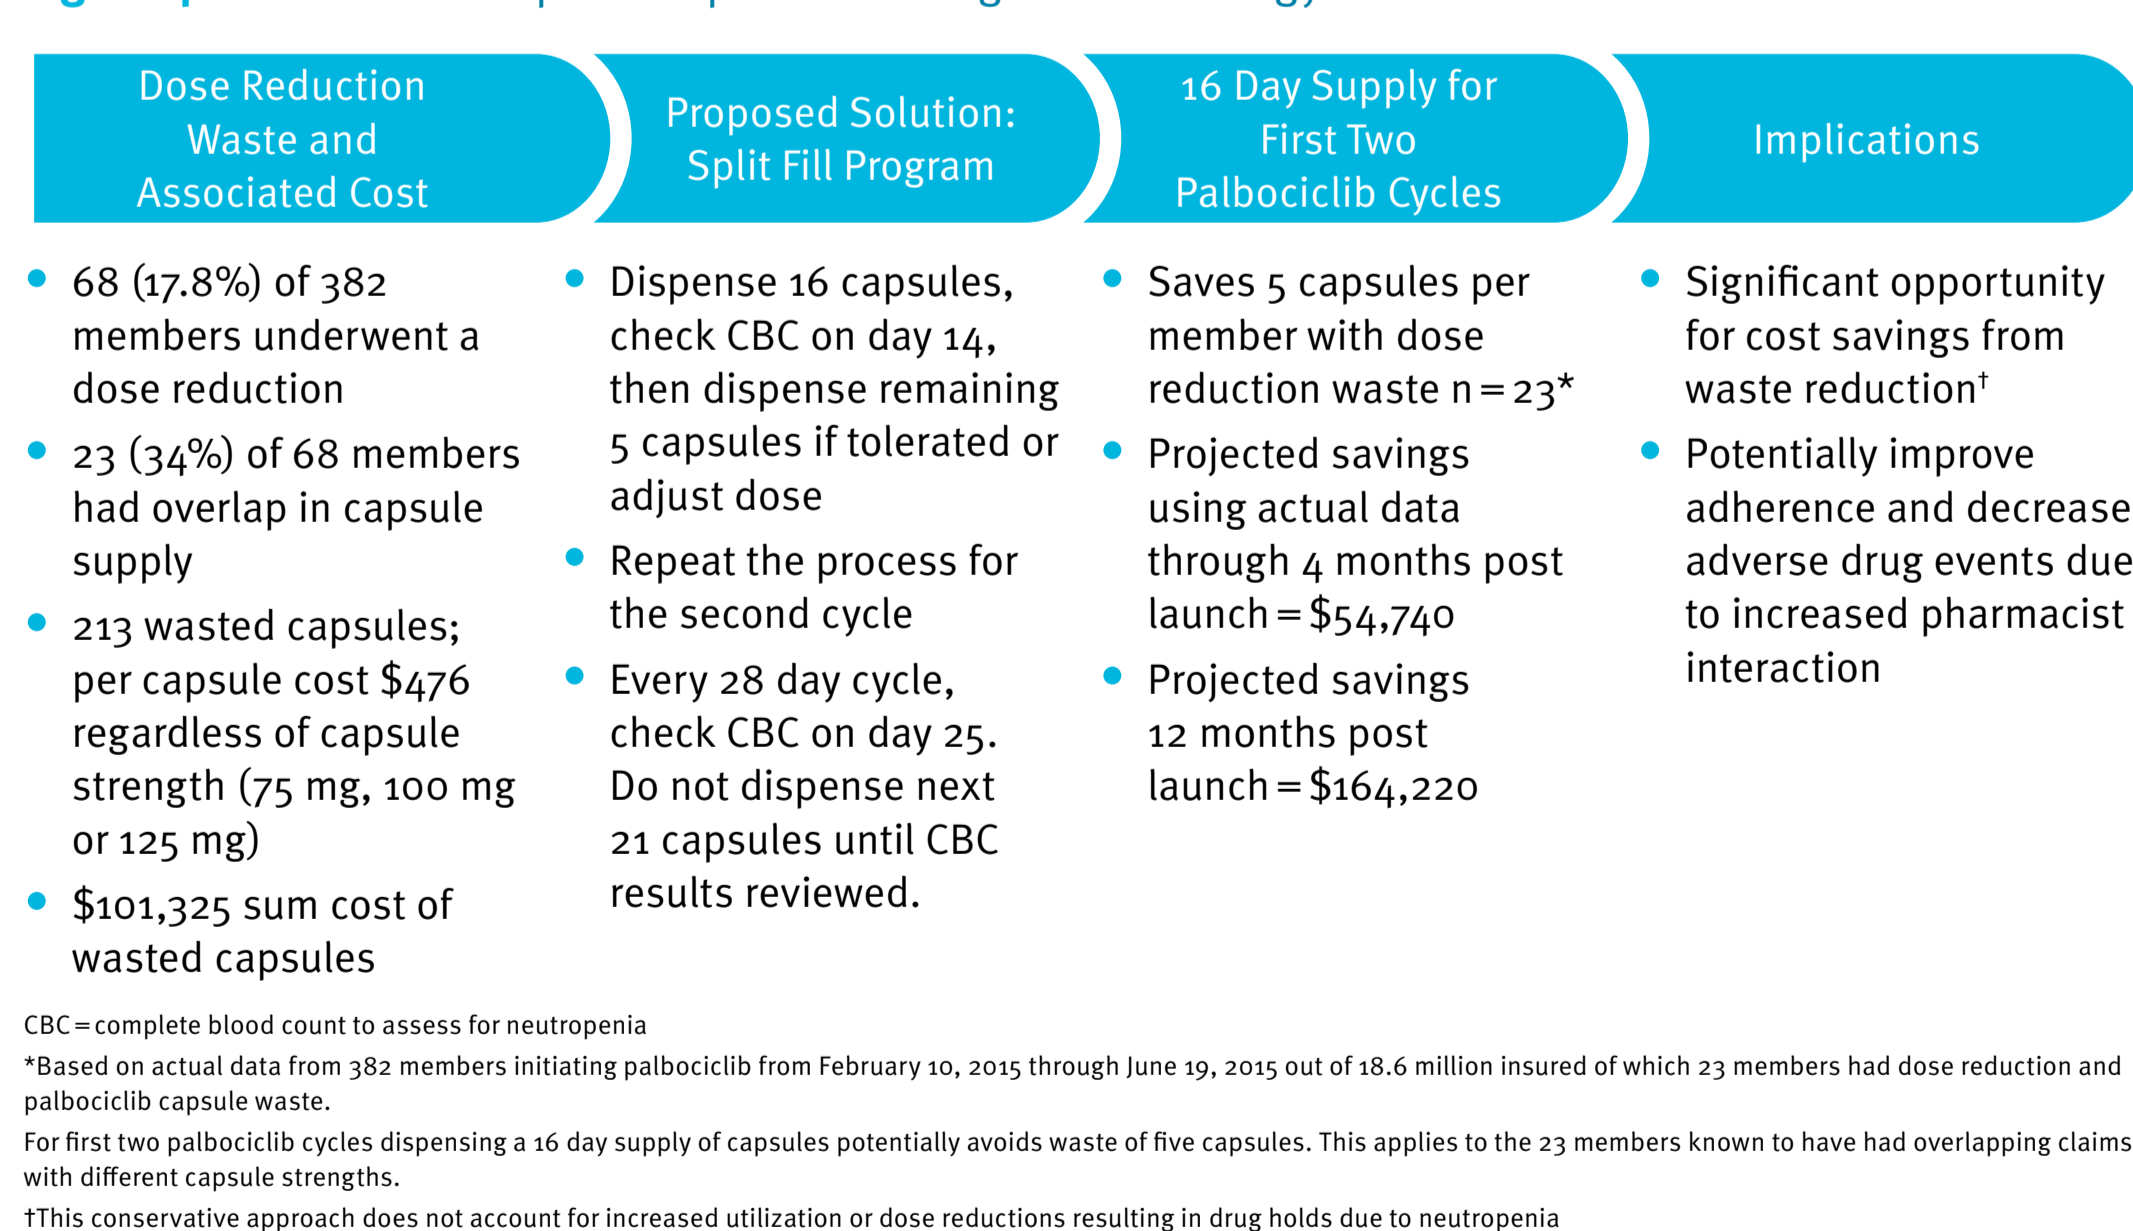 Dose Reduction
Waste and
Associated Cost
Proposed Solution:
Split Fill Program
16 Day Supply for
First Two
Palbociclib Cycles
Implications
• 68 (17.8%) of 382
members underwent a
dose reduction
• 23 (34%) of 68 members
had overlap in capsule
supply
• 213 wasted capsules;
per capsule cost $476
regardless of capsule
strength (75 mg, 100 mg
or 125 mg)
• $101,325 sum cost of
wasted capsules
• Dispense 16 capsules,
check CBC on day 14,
then dispense remaining
5 capsules if tolerated or
adjust dose
• Repeat the process for
the second cycle
• Every 28 day cycle,
check CBC on day 25.
Do not dispense next
21 capsules until CBC
results reviewed.
• Saves 5 capsules per
member with dose
reduction waste n=23*
• Projected savings
using actual data
through 4 months post
launch=$54,740
• Projected savings
12 months post
launch=$164,220
• Significant opportunity
for cost savings from
waste reduction†
• Potentially improve
adherence and decrease
adverse drug events due
to increased pharmacist
interaction
CBC=complete blood count to assess for neutropenia
*Based on actual data from 382 members initiating palbociclib from February 10, 2015 through June 19, 2015 out of 18.6 million insured of which 23 members had dose reduction and
palbociclib capsule waste.
For first two palbociclib cycles dispensing a 16 day supply of capsules potentially avoids waste of five capsules. This applies to the 23 members known to have had overlapping claims
with different capsule strengths.
†This conservative approach does not account for increased utilization or dose reductions resulting in drug holds due to neutropenia